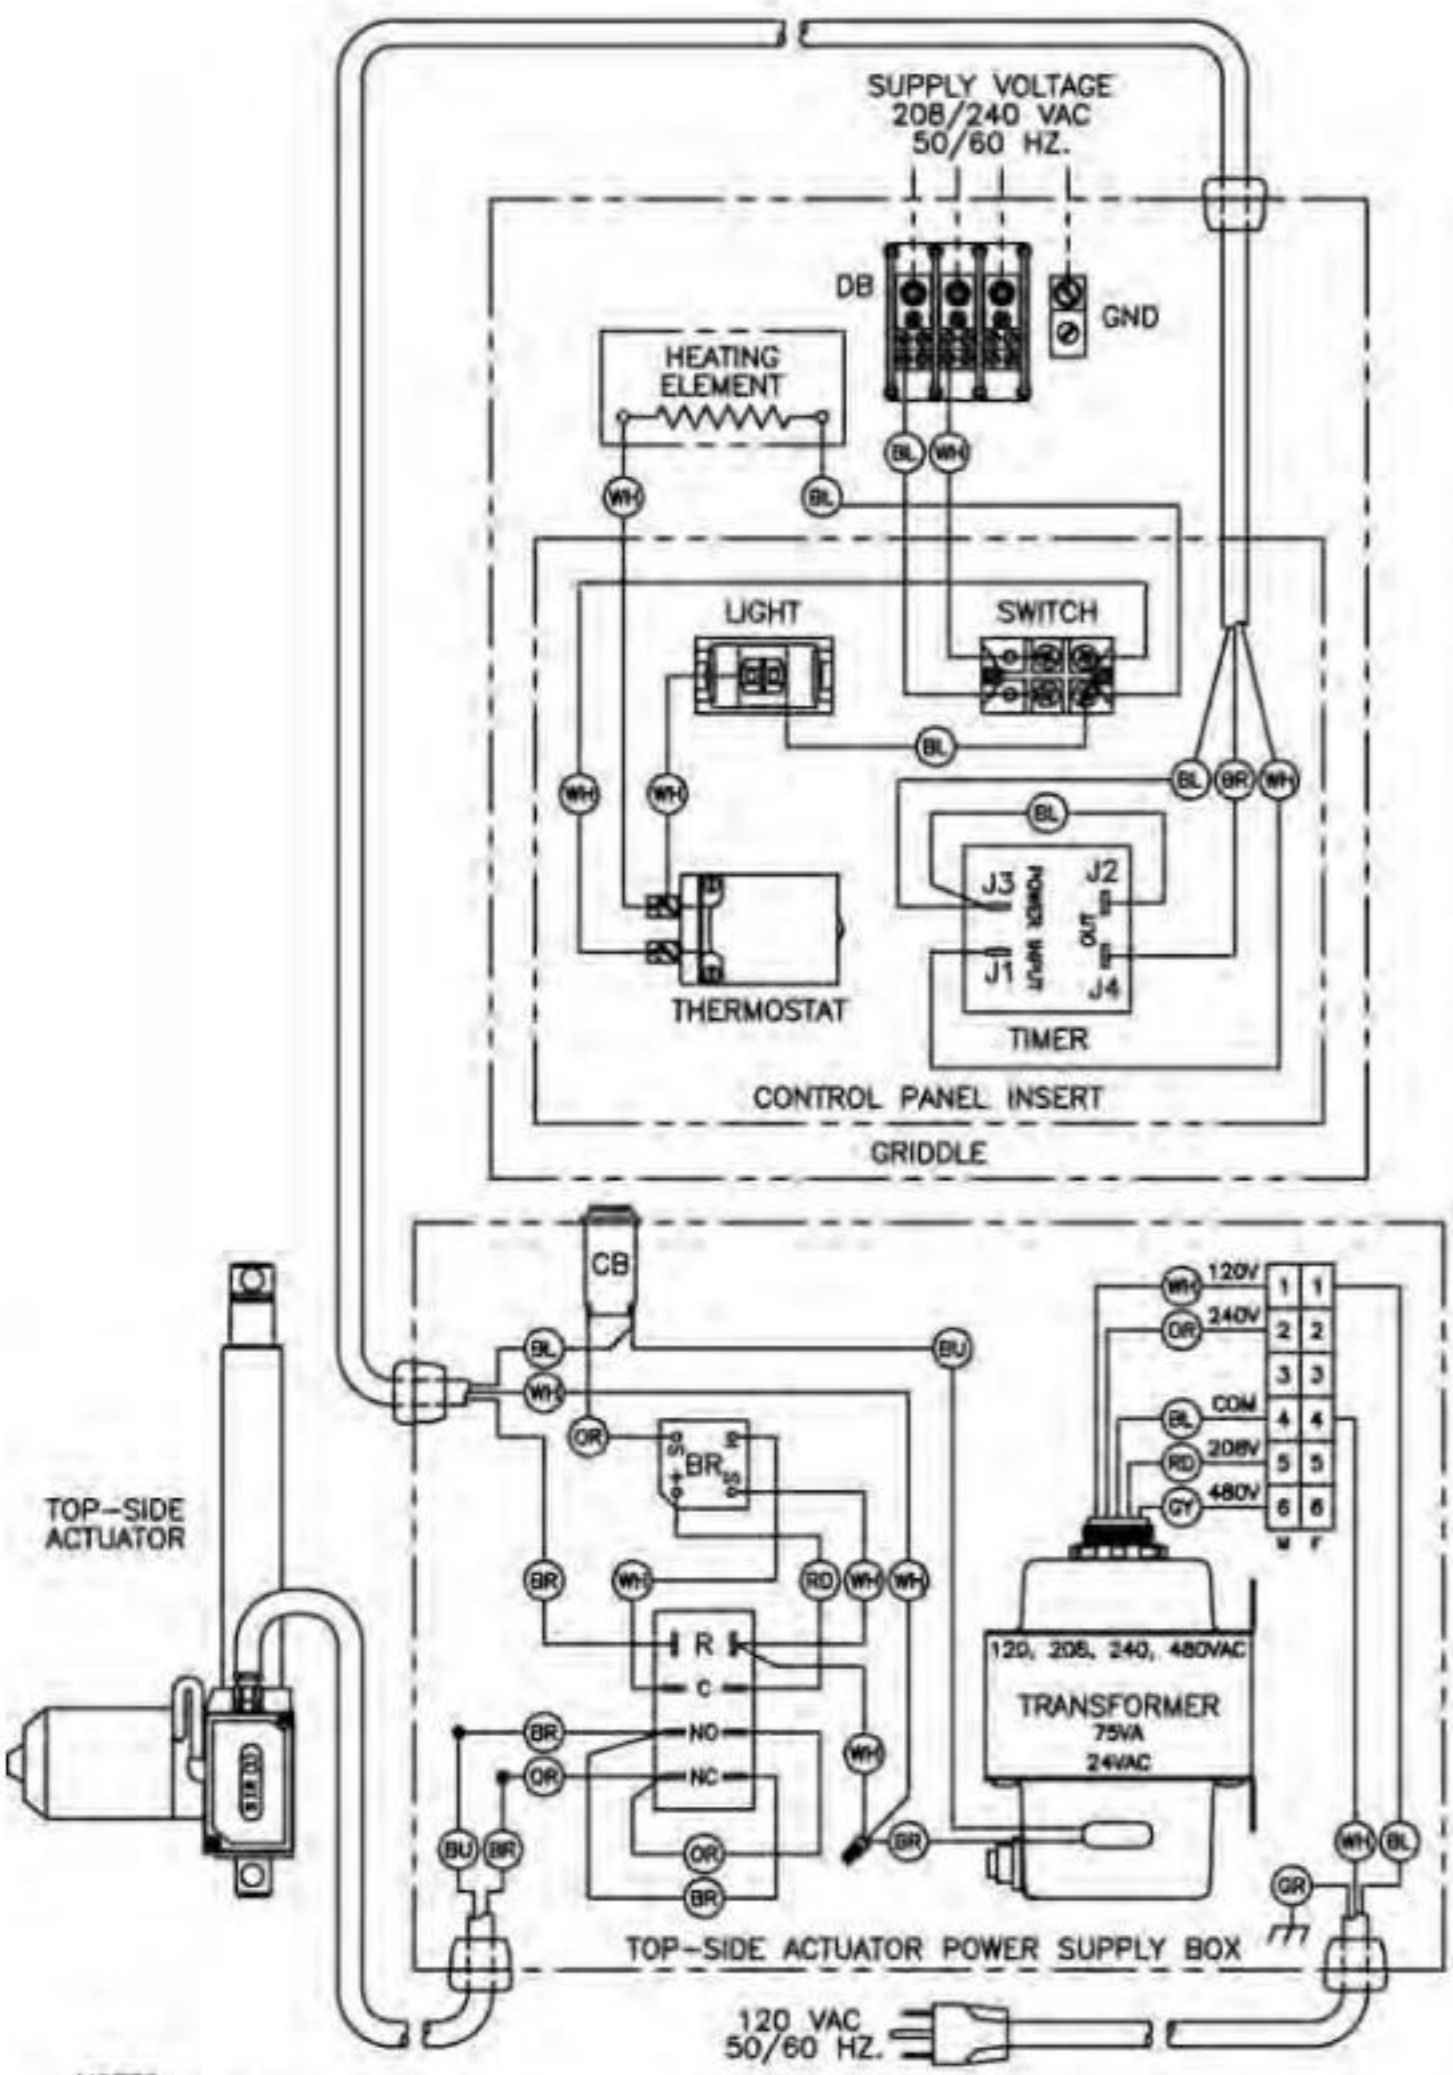 SUPPLY VOLTAGE
208/240 VAC
50/60 HZ.
DB
GND
HEATING
ELEMENT
BL
WH
WH
BL
LIGHT
SWITCH
BL
WH
WH
BL
BR
WH
BL
J3
POWER INPUT
J2
OUT
J1
J4
THERMOSTAT
TIMER
CONTROL PANEL INSERT
GRIDDLE
CB
WH
120V
1
1
OR
240V
2
2
BL
BU
3
3
WH
BL
COM
4
4
OR
BR
RD
208V
5
5
GY
480V
6
6
M
F
TOP-SIDE
ACTUATOR
BR
WH
RD
WH
WH
R
120, 208, 240, 480VAC
C
TRANSFORMER
75VA
24VAC
BR
NO
WH
OR
NC
BU
BR
OR
BR
WH
BL
BR
GR
TOP-SIDE ACTUATOR POWER SUPPLY BOX
120 VAC
50/60 HZ.